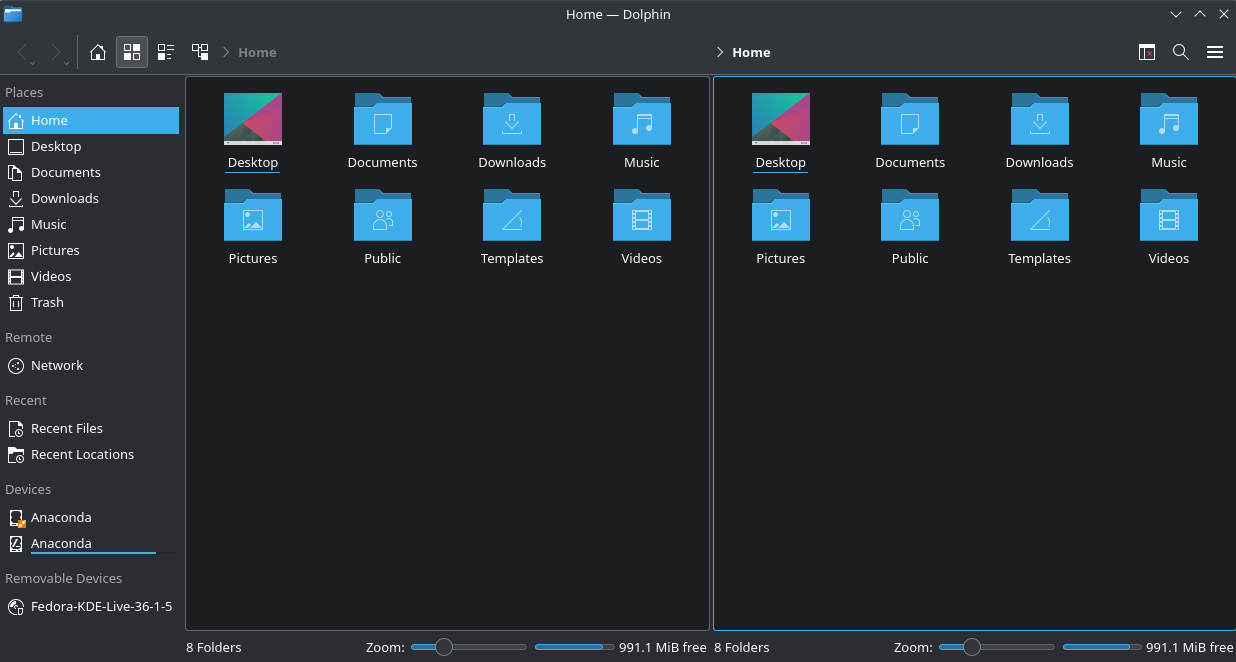 Home — Dolphin
Home
Home
Places
Home
Desktop
Documents
Downloads
Music
Pictures
Videos
Trash
Remote
Network
Recent
Recent Files
Recent Locations
Devices
Anaconda
Anaconda
Removable Devices
Fedora-KDE-Live-36-1-5
Desktop Documents Downloads Music
Pictures Public Templates Videos
8 Folders Zoom: 991.1 MiB free
Desktop Documents Downloads Music
Pictures Public Templates Videos
8 Folders Zoom: 991.1 MiB free